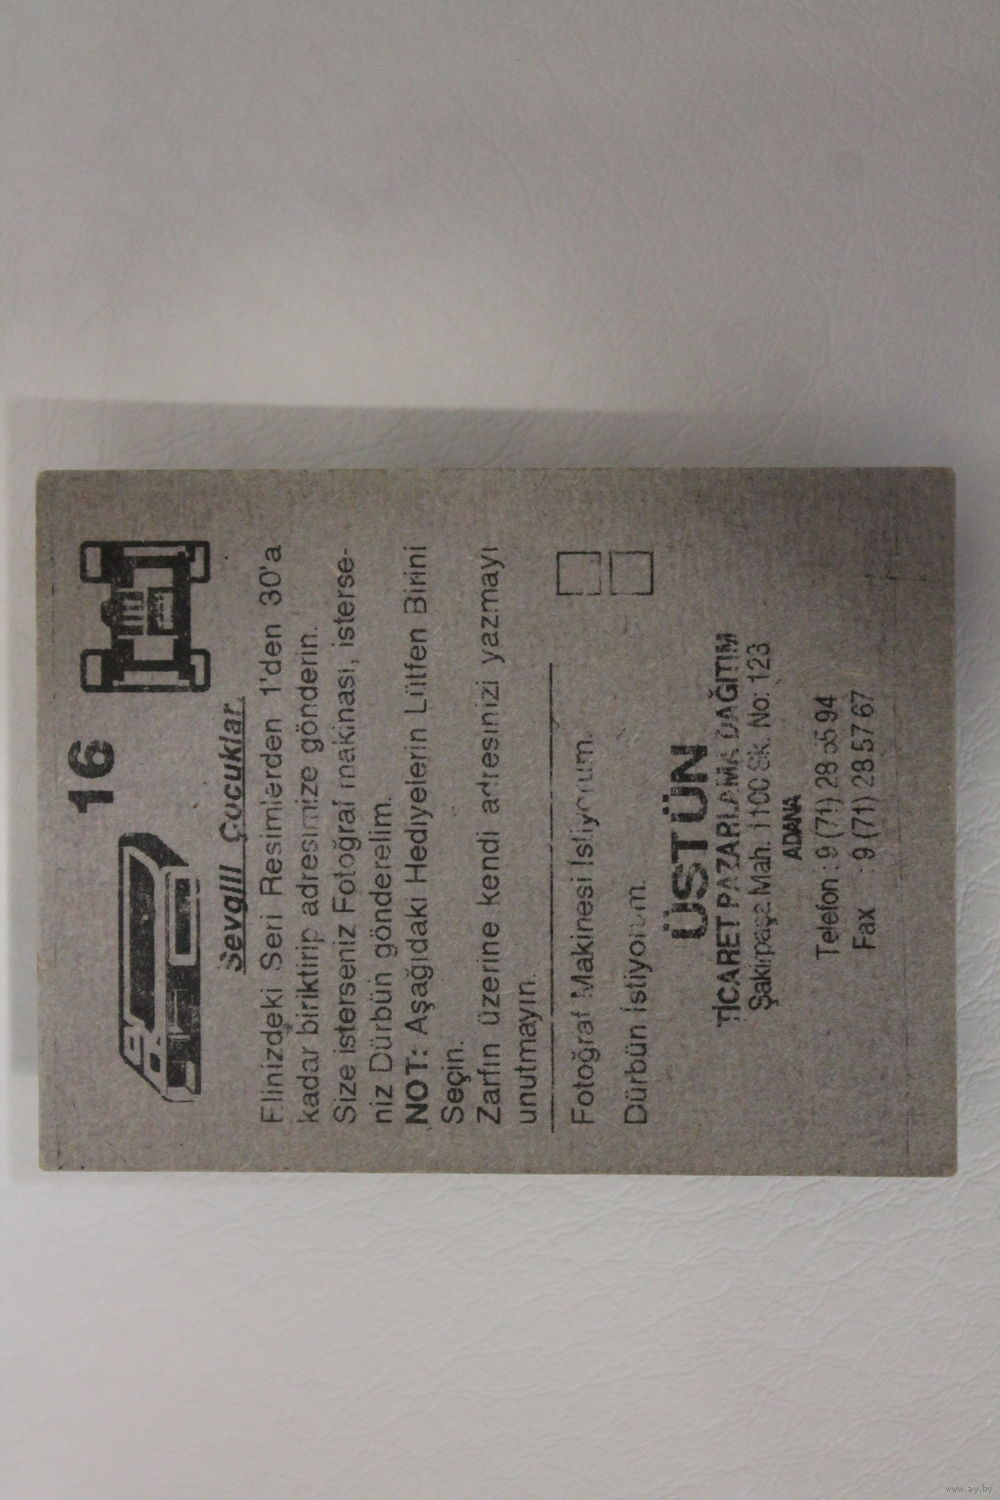 16
Sevgili Çocuklar
Elinizdeki Seri Resimlerden 1'den 30'a
kadar biriktirip adresimize gönderin.
Size isterseniz Fotoğraf makinası, isterse-
niz Dürbün gönderelim.
NOT: Aşağıdaki Hediyelerin Lütfen Birini
Seçin.
Zarfın üzerine kendi adresinizi yazmayı
unutmayın.
Fotoğraf Makinesi İstiyorum.
Dürbün İstiyorum.
ÜSTÜN
TİCARET PAZARLAMA DAĞITIM
Şakirpaşa Mah. 1100 Sk. No: 123
ADANA
Telefon : 9 (71) 28 55 94
Fax : 9 (71) 28 57 67
www.ay.by